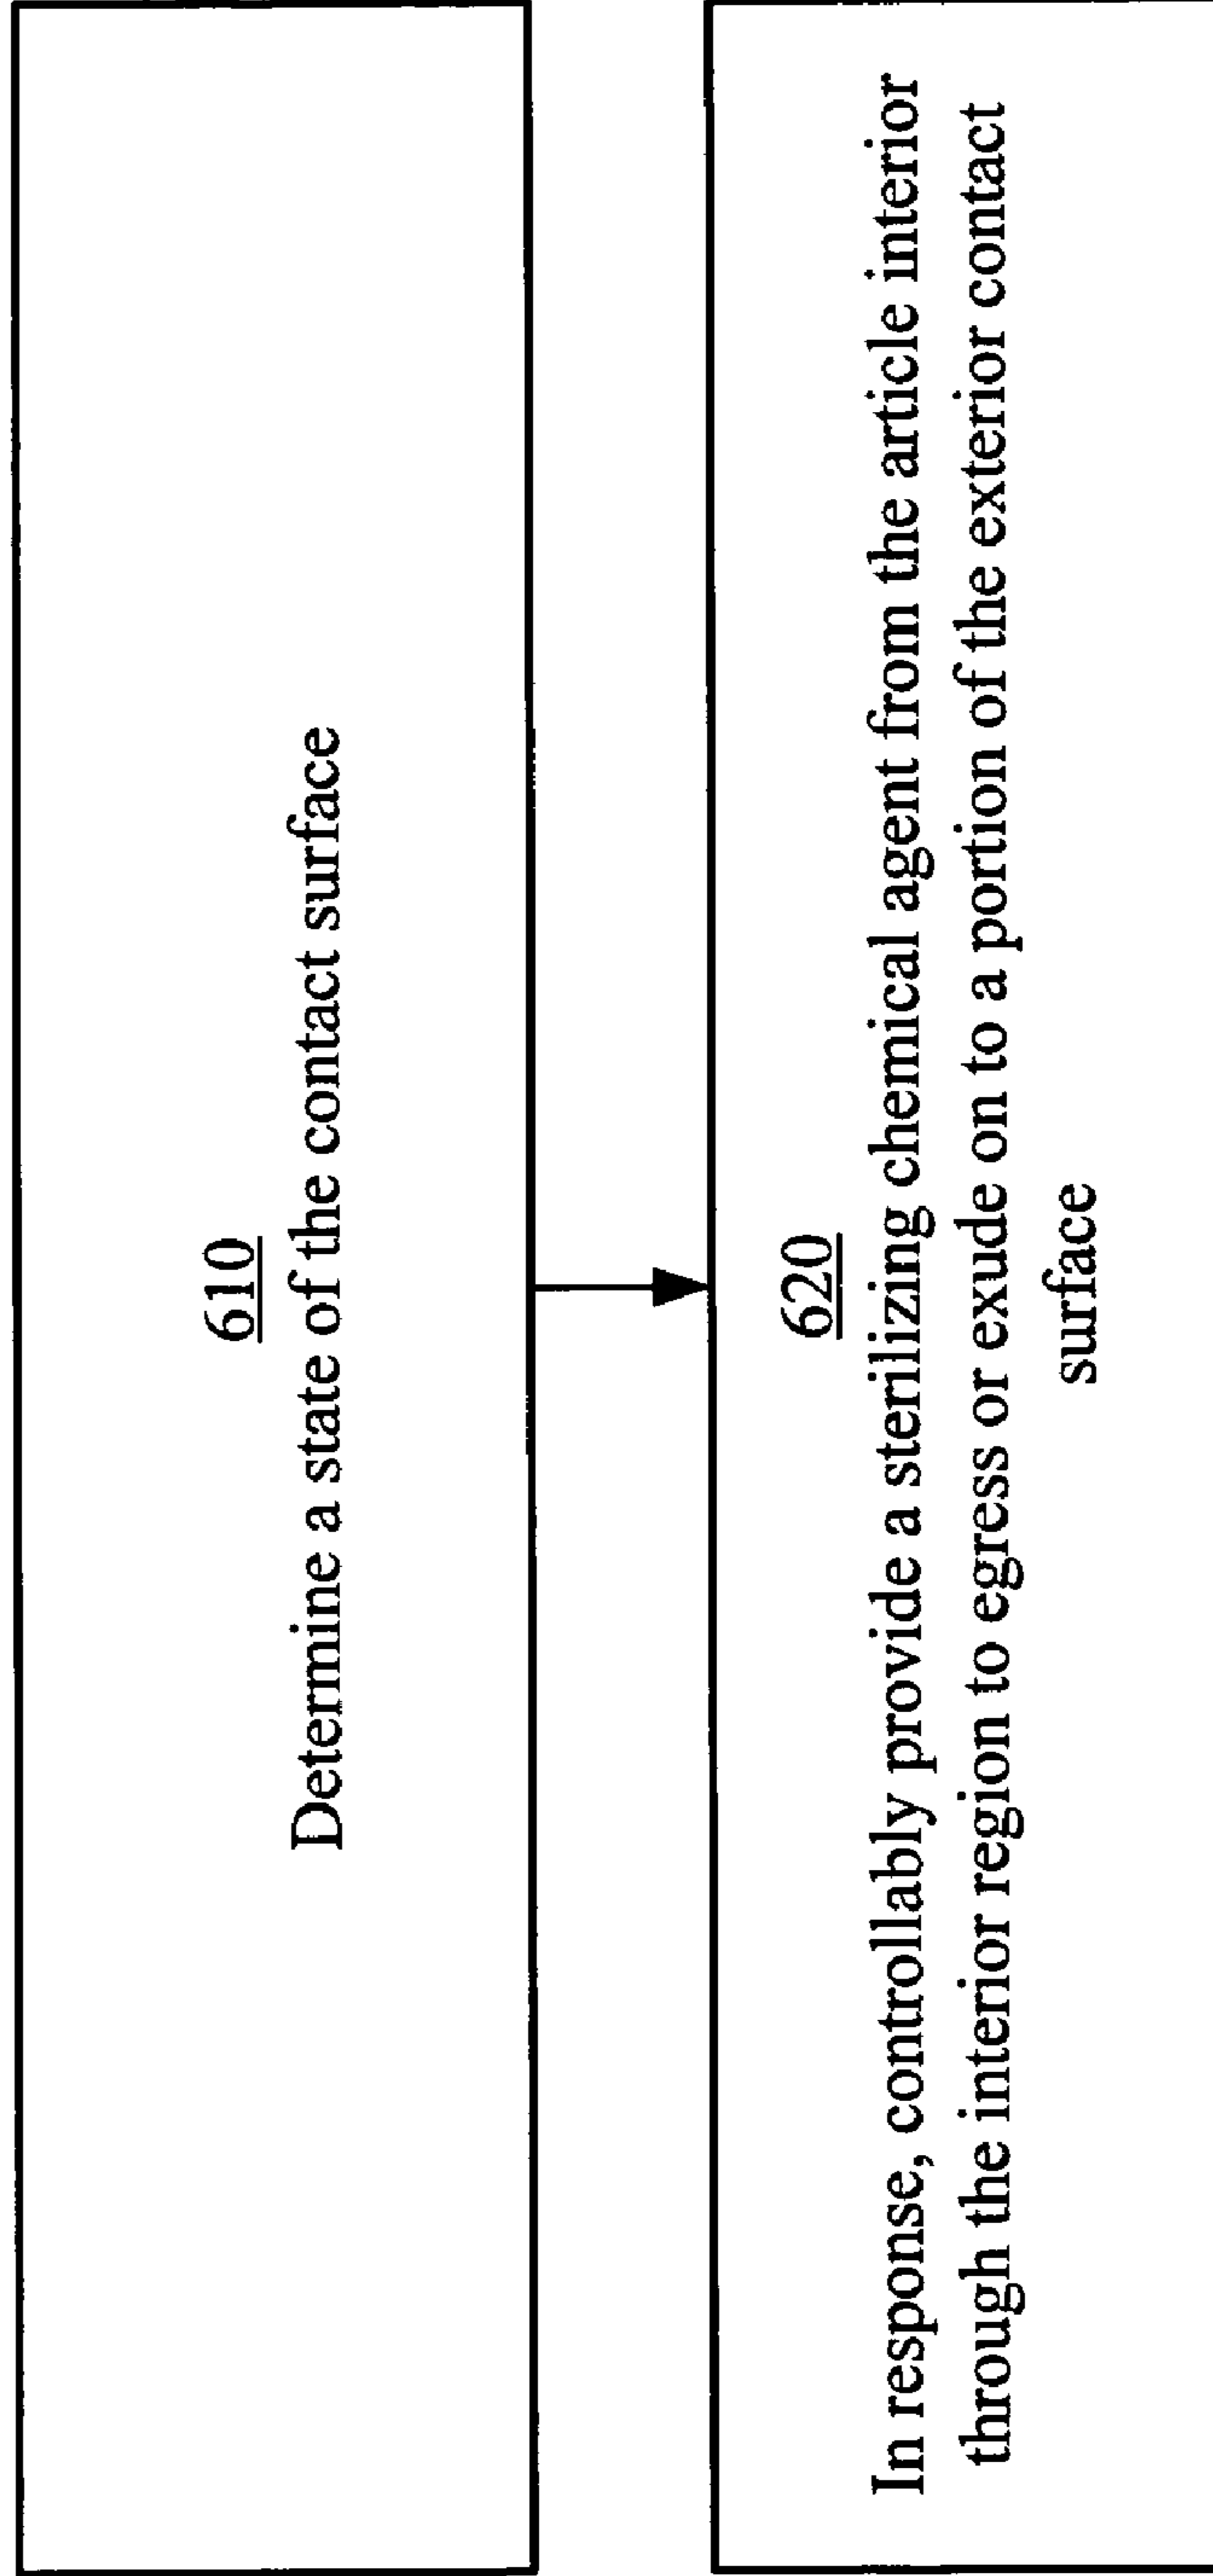 610
Determine a state of the contact surface
620
In response, controllably provide a sterilizing chemical agent from the article interior
through the interior region to egress or exude on to a portion of the exterior contact
surface